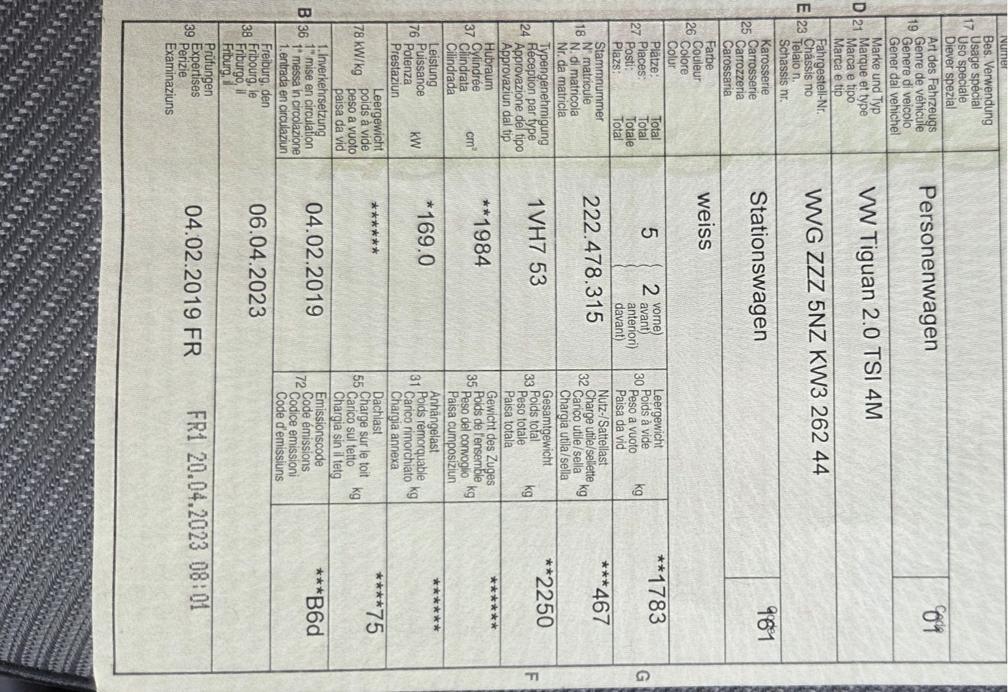 17 Bes. Verwendung
Usage spécial
Uso speciale
Diever spezial
19 Art des Fahrzeugs
Genre de véhicule
Genere di veicolo
Gener dal vehichel
Personenwagen
01
D 21 Marke und Typ
Marque et type
Marca e tipo
Marca e tip
VW Tiguan 2.0 TSI 4M
E 23 Fahrgestell-Nr.
Châssis no
Telaio n.
Schassis nr.
WVG ZZZ 5NZ KW3 262 44
25 Karosserie
Carrosserie
Carrozzeria
Carrossaria
Stationswagen
26 Farbe
Couleur
Colore
Colur
weiss
27 Plätze: Total
Places: Total
Posti: Totale
Plazs: Total
5
2 vorne)
avant)
anteriori)
davant)
30 Leergewicht
Poids à vide
Peso a vuoto
Paisa da vid
kg
**1783
G
18 Stammnummer
N° matricule
N. matricola
Nr. da matricla
222.478.315
32 Nutz-/Sattellast
Charge utile/sellette
Carico utile/sella
Chargia utila/sella
kg
***467
24 Typengenehmigung
Réception par type
Approvazione del tipo
Approvaziun dal tip
1VH7 53
33 Gesamtgewicht
Poids total
Peso totale
Paisa totala
kg
**2250
F
37 Hubraum
Cylindrée
Cilindrata
Cilindrada
cm³
**1984
35 Gewicht des Zuges
Poids de l'ensemble
Peso del convoglio
Paisa cumposiziun
kg
******
76 Leistung
Puissance
Potenza
Prestaziun
kW
*169.0
31 Anhängelast
Poids remorquable
Carico rimorchiato
Chargia annexa
kg
******
78 kW/kg
Leergewicht
poids à vide
peso a vuoto
paisa da vid
******
55 Dachlast
Charge sur le toit
Carico sul tetto
Chargia sin il tetg
kg
****75
B 36 1. Inverkehrsetzung
1re mise en circulation
1a messa in circolazione
1. entrada en circulaziun
04.02.2019
72 Emissionscode
Code émissions
Codice emissioni
Code d'emissiuns
***B6d
38 Freiburg, den
Fribourg, le
Friburgo, il
Friburg, il
06.04.2023
39 Prüfungen
Expertises
Perizie
Examinaziuns
04.02.2019 FR
FR1 20.04.2023 08:01